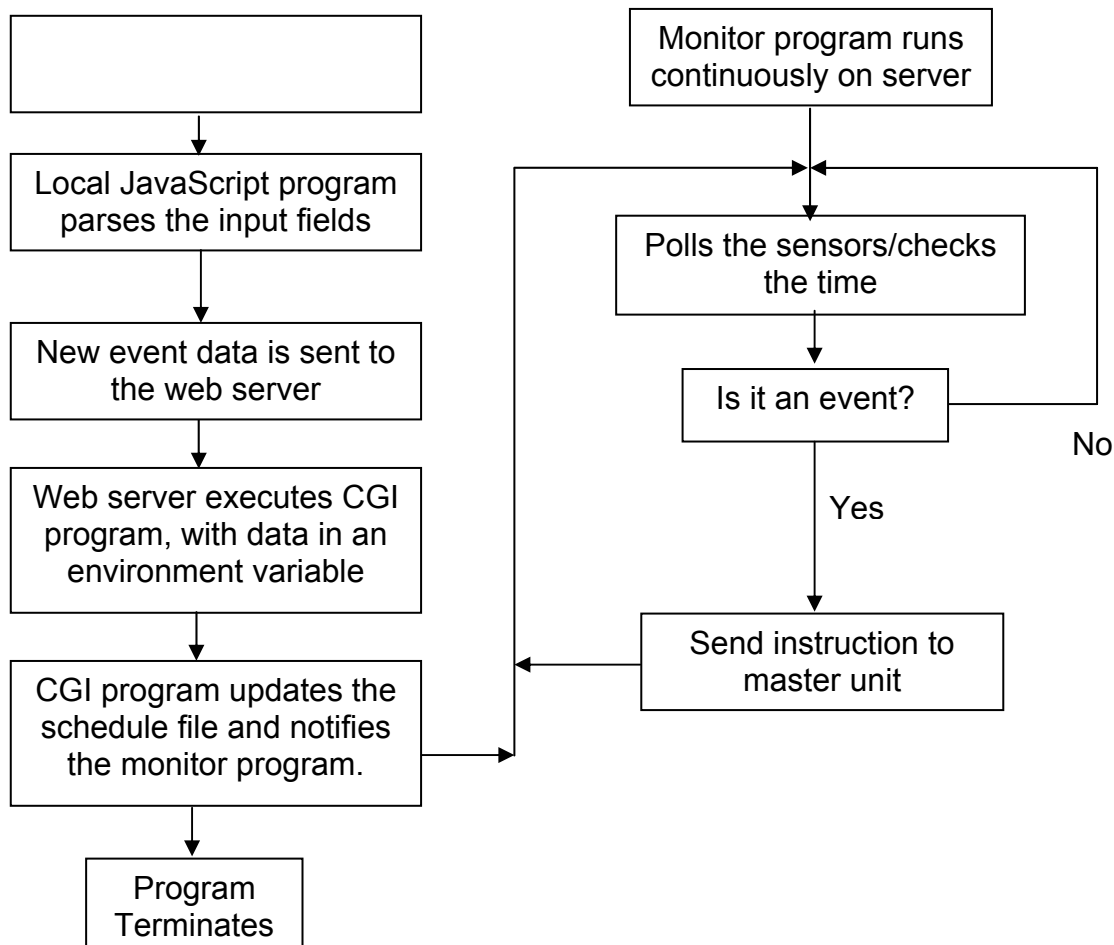 Local JavaScript program
parses the input fields
New event data is sent to
the web server
Web server executes CGI
program, with data in an
environment variable
CGI program updates the
schedule file and notifies
the monitor program.
Program
Terminates
Monitor program runs
continuously on server
Polls the sensors/checks
the time
Is it an event?
No
Yes
Send instruction to
master unit